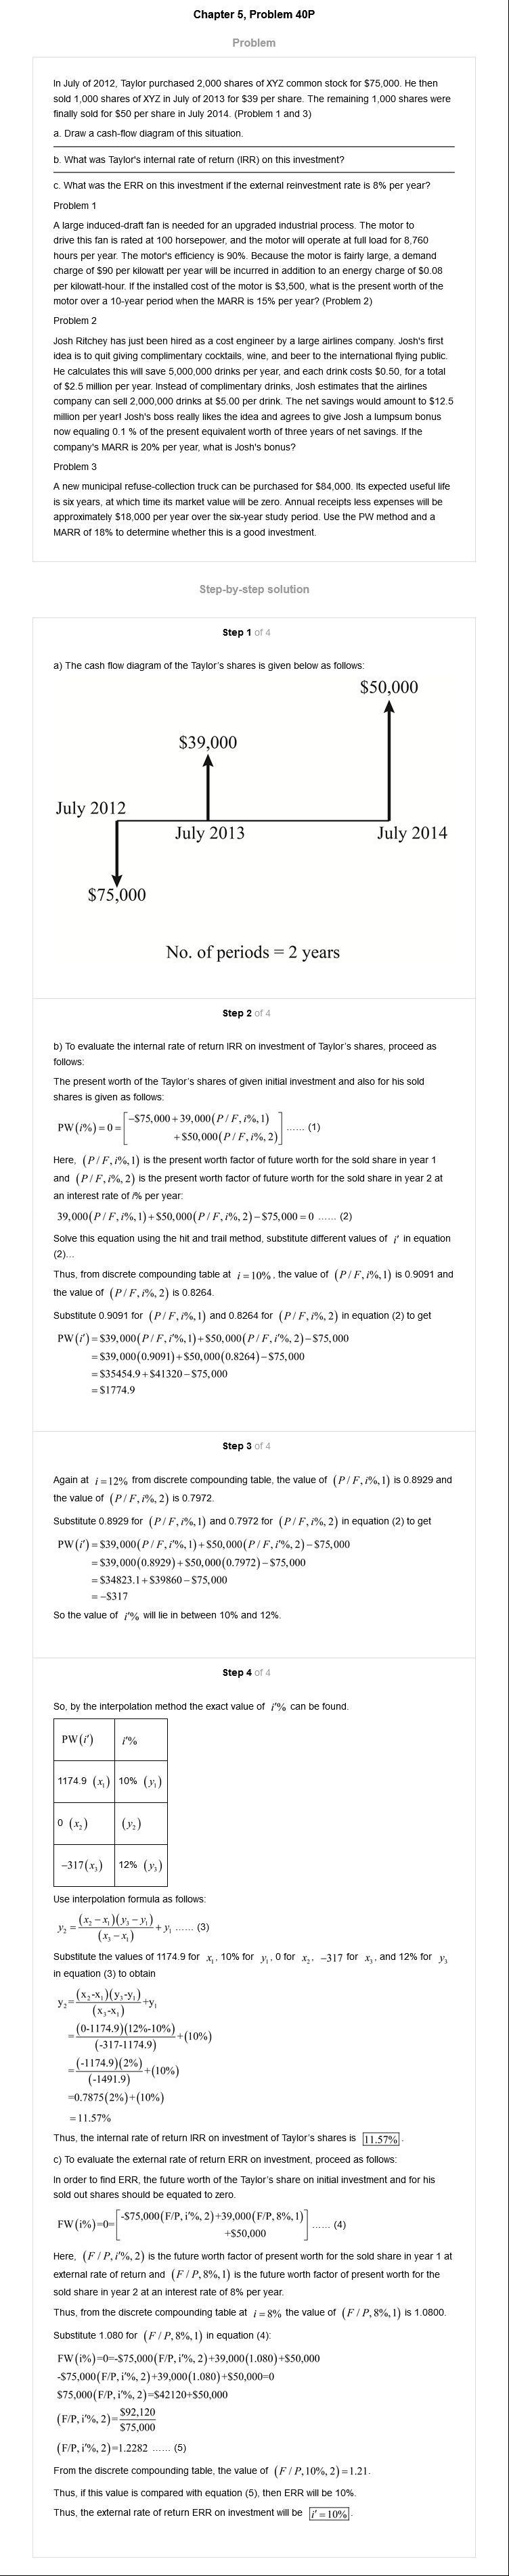 Chapter 5, Problem 40P
Problem
In July of 2012, Taylor purchased 2,000 shares of XYZ common stock for $75,000. He then
sold 1,000 shares of XYZ in July of 2013 for $39 per share. The remaining 1,000 shares were
finally sold for $50 per share in July 2014. (Problem 1 and 3)
a. Draw a cash-flow diagram of this situation.
b. What was Taylor's internal rate of return (IRR) on this investment?
c. What was the ERR on this investment if the external reinvestment rate is 8% per year?
Problem 1
A large induced-draft fan is needed for an upgraded industrial process. The motor to
drive this fan is rated at 100 horsepower, and the motor will operate at full load for 8,760
hours per year. The motor's efficiency is 90%. Because the motor is fairly large, a demand
charge of $90 per kilowatt per year will be incurred in addition to an energy charge of $0.08
per kilowatt-hour. If the installed cost of the motor is $3,500, what is the present worth of the
motor over a 10-year period when the MARR is 15% per year? (Problem 2)
Problem 2
Josh Ritchey has just been hired as a cost engineer by a large airlines company. Josh's first
idea is to quit giving complimentary cocktails, wine, and beer to the international flying public.
He calculates this will save 5,000,000 drinks per year, and each drink costs $0.50, for a total
of $2.5 million per year. Instead of complimentary drinks, Josh estimates that the airlines
company can sell 2,000,000 drinks at $5.00 per drink. The net savings would amount to $12.5
million per year! Josh's boss really likes the idea and agrees to give Josh a lumpsum bonus
now equaling 0.1 % of the present equivalent worth of three years of net savings. If the
company's MARR is 20% per year, what is Josh's bonus?
Problem 3
A new municipal refuse-collection truck can be purchased for $84,000. Its expected useful life
is six years, at which time its market value will be zero. Annual receipts less expenses will be
approximately $18,000 per year over the six-year study period. Use the PW method and a
MARR of 18% to determine whether this is a good investment.
Step-by-step solution
Step 1 of 4
a) The cash flow diagram of the Taylor's shares is given below as follows:
$50,000
$39,000
July 2012
July 2013
July 2014
$75,000
No. of periods = 2 years
Step 2 of 4
b) To evaluate the internal rate of return IRR on investment of Taylor's shares, proceed as
follows:
The present worth of the Taylor's shares of given initial investment and also for his sold
shares is given as follows:
PW(i%) = 0 = [−$75,000 + 39,000(P / F, i%, 1)
+ $50,000(P / F, i%, 2)] ...... (1)
Here, (P / F, i%, 1) is the present worth factor of future worth for the sold share in year 1
and (P / F, i%, 2) is the present worth factor of future worth for the sold share in year 2 at
an interest rate of i% per year:
39,000(P / F, i%, 1) + $50,000(P / F, i%, 2) − $75,000 = 0 ...... (2)
Solve this equation using the hit and trail method, substitute different values of i' in equation
(2)...
Thus, from discrete compounding table at i = 10%, the value of (P / F, i%, 1) is 0.9091 and
the value of (P / F, i%, 2) is 0.8264.
Substitute 0.9091 for (P / F, i%, 1) and 0.8264 for (P / F, i%, 2) in equation (2) to get
PW(i') = $39,000(P / F, i'%, 1) + $50,000(P / F, i'%, 2) − $75,000
= $39,000(0.9091) + $50,000(0.8264) − $75,000
= $35454.9 + $41320 − $75,000
= $1774.9
Step 3 of 4
Again at i = 12% from discrete compounding table, the value of (P / F, i%, 1) is 0.8929 and
the value of (P / F, i%, 2) is 0.7972.
Substitute 0.8929 for (P / F, i%, 1) and 0.7972 for (P / F, i%, 2) in equation (2) to get
PW(i') = $39,000(P / F, i'%, 1) + $50,000(P / F, i'%, 2) − $75,000
= $39,000(0.8929) + $50,000(0.7972) − $75,000
= $34823.1 + $39860 − $75,000
= −$317
So the value of i'% will lie in between 10% and 12%.
Step 4 of 4
So, by the interpolation method the exact value of i'% can be found.
PW(i') i'%
1174.9 (x₁) 10% (y₁)
0 (x₂) (y₂)
−317(x₃) 12% (y₃)
Use interpolation formula as follows:
y₂ = (x₂ − x₁)(y₃ − y₁) / (x₃ − x₁) + y₁ ...... (3)
Substitute the values of 1174.9 for x₁, 10% for y₁, 0 for x₂, −317 for x₃, and 12% for y₃
in equation (3) to obtain
y₂= (x₂-x₁)(y₃-y₁) / (x₃-x₁) +y₁
= (0-1174.9)(12%-10%) / (-317-1174.9) +(10%)
= (-1174.9)(2%) / (-1491.9) +(10%)
=0.7875(2%)+(10%)
=11.57%
Thus, the internal rate of return IRR on investment of Taylor's shares is 11.57%.
c) To evaluate the external rate of return ERR on investment, proceed as follows:
In order to find ERR, the future worth of the Taylor's share on initial investment and for his
sold out shares should be equated to zero.
FW(i%)=0= [-$75,000(F/P, i'%, 2)+39,000(F/P, 8%, 1)
+$50,000] ...... (4)
Here, (F / P, i'%, 2) is the future worth factor of present worth for the sold share in year 1 at
external rate of return and (F / P, 8%, 1) is the future worth factor of present worth for the
sold share in year 2 at an interest rate of 8% per year.
Thus, from the discrete compounding table at i = 8% the value of (F / P, 8%, 1) is 1.0800.
Substitute 1.080 for (F / P, 8%, 1) in equation (4):
FW(i%)=0=-$75,000(F/P, i'%, 2)+39,000(1.080)+$50,000
-$75,000(F/P, i'%, 2)+39,000(1.080)+$50,000=0
$75,000(F/P, i'%, 2)=$42120+$50,000
(F/P, i'%, 2)= $92,120 / $75,000
(F/P, i'%, 2)=1.2282 ...... (5)
From the discrete compounding table, the value of (F / P, 10%, 2) = 1.21.
Thus, if this value is compared with equation (5), then ERR will be 10%.
Thus, the external rate of return ERR on investment will be i' = 10%.